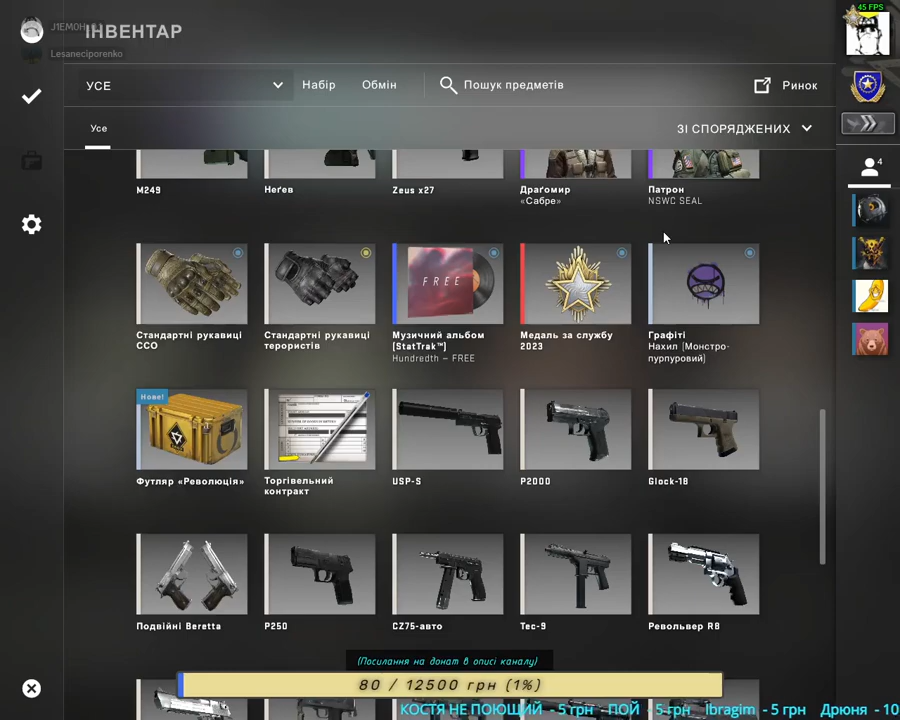 45 FPS
ІНВЕНТАР
Lesaneciporenko
УСЕ
Набір
Обмін
Пошук предметів
Ринок
Усе
ЗІ СПОРЯДЖЕНИХ
4
M249
Неґев
Zeus x27
Драґомир
«Сабре»
Патрон
NSWC SEAL
FREE
Стандартні рукавиці
ССО
Стандартні рукавиці
терористів
Музичний альбом
(StatTrak™)
Hundredth – FREE
Медаль за службу
2023
Графіті
Нахил (Монстро-
пурпуровий)
Нове!
Футляр «Революція»
Торгівельний
контракт
USP-S
P2000
Glock-18
Подвійні Beretta
P250
CZ75-авто
Tec-9
Револьвер R8
(Посилання на донат в описі каналу)
80 / 12500 грн (1%)
КОСТЯ НЕ ПОЮЩИЙ - 5 грн - ПОЙ - 5 грн ibragim - 5 грн Дрюня - 10